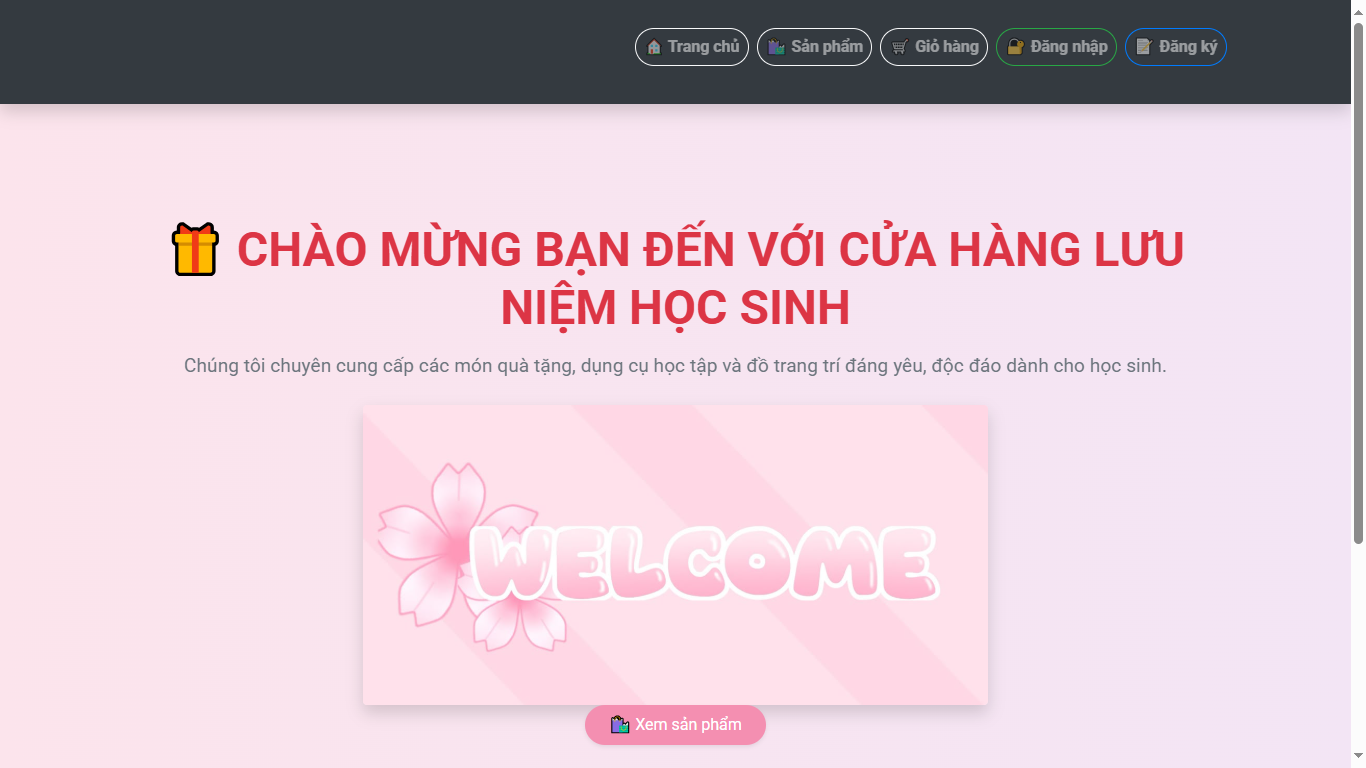 🏠 Trang chủ 🛍️ Sản phẩm 🛒 Giỏ hàng 🔐 Đăng nhập 📝 Đăng ký
🎁 CHÀO MỪNG BẠN ĐẾN VỚI CỬA HÀNG LƯU
NIỆM HỌC SINH
Chúng tôi chuyên cung cấp các món quà tặng, dụng cụ học tập và đồ trang trí đáng yêu, độc đáo dành cho học sinh.
WELCOME
🛍️ Xem sản phẩm